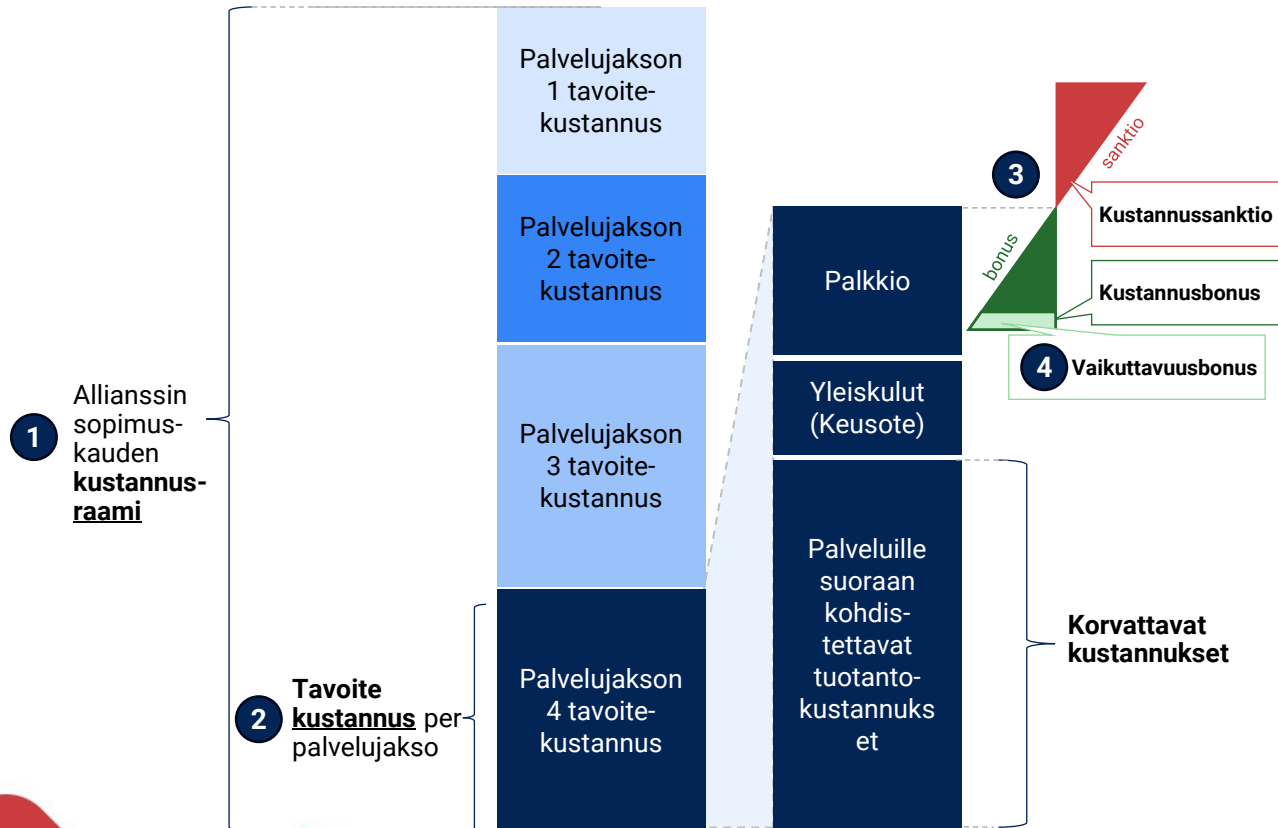 Palvelujakson
1 tavoite-
kustannus
Palvelujakson
2 tavoite-
kustannus
Palvelujakson
3 tavoite-
kustannus
Palvelujakson
4 tavoite-
kustannus
1
Allianssin
sopimus-
kauden
kustannus-
raami
2
Tavoite
kustannus per
palvelujakso
Palkkio
Yleiskulut
(Keusote)
Palveluille
suoraan
kohdis-
tettavat
tuotanto-
kustannuks
et
3
sanktio
bonus
Kustannussanktio
Kustannusbonus
4 Vaikuttavuusbonus
Korvattavat
kustannukset